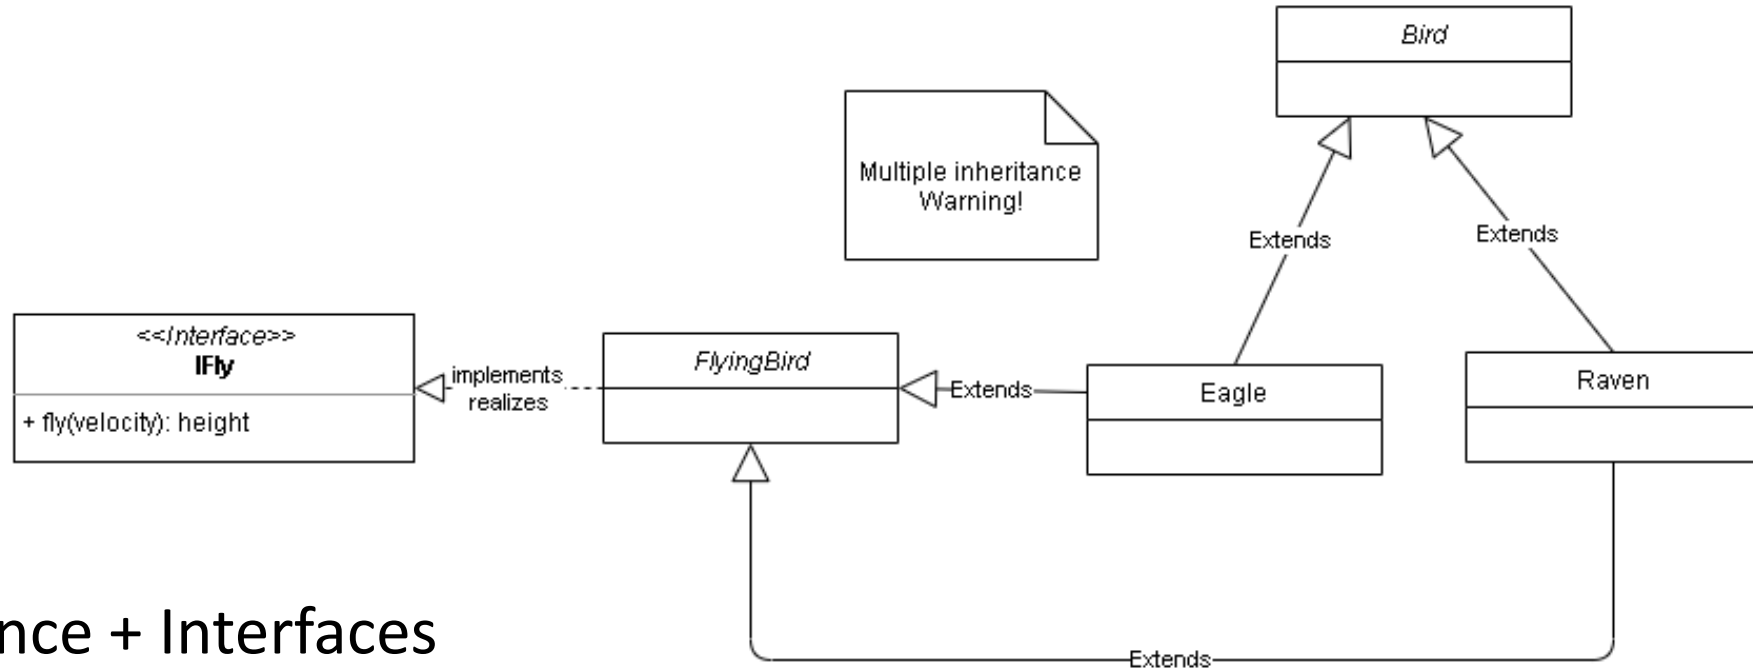 Bird
Multiple inheritance
Warning!
Extends
Extends
<<Interface>>
IFly
+ fly(velocity): height
implements
realizes
FlyingBird
Extends
Eagle
Raven
nce + Interfaces
Extends